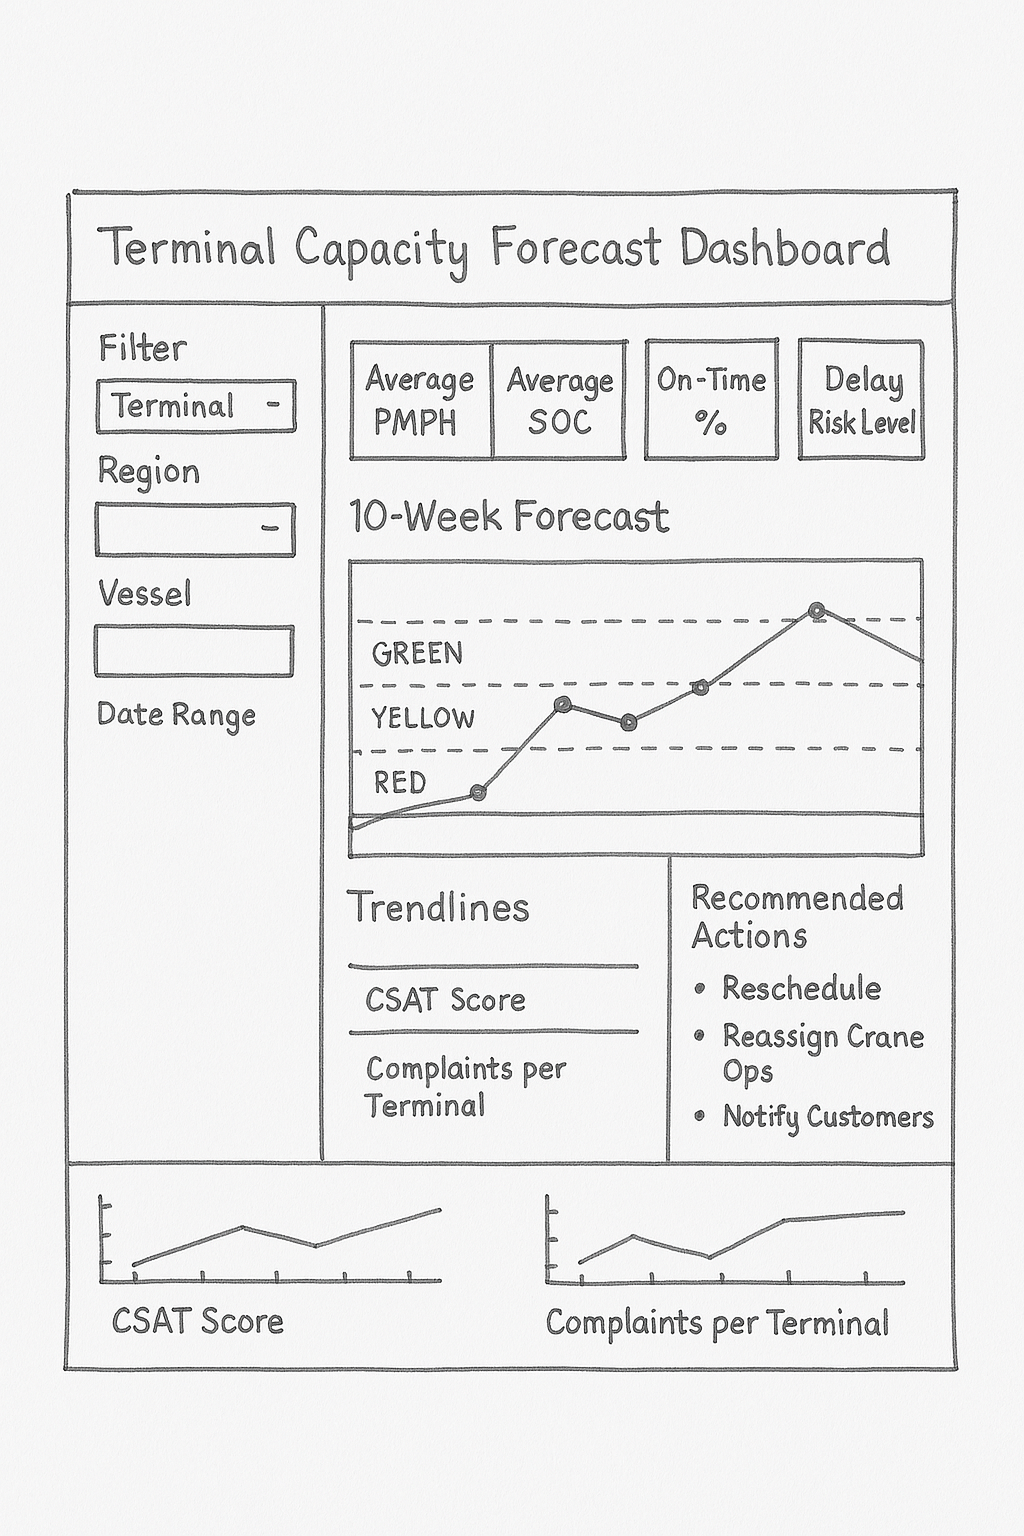 Terminal Capacity Forecast Dashboard
Filter
Terminal -
Region
-
Vessel
Date Range
Average
PMPH
Average
SOC
On-Time
%
Delay
Risk Level
10-Week Forecast
GREEN
YELLOW
RED
Trendlines
CSAT Score
Complaints per
Terminal
Recommended
Actions
• Reschedule
• Reassign Crane
Ops
• Notify Customers
CSAT Score
Complaints per Terminal